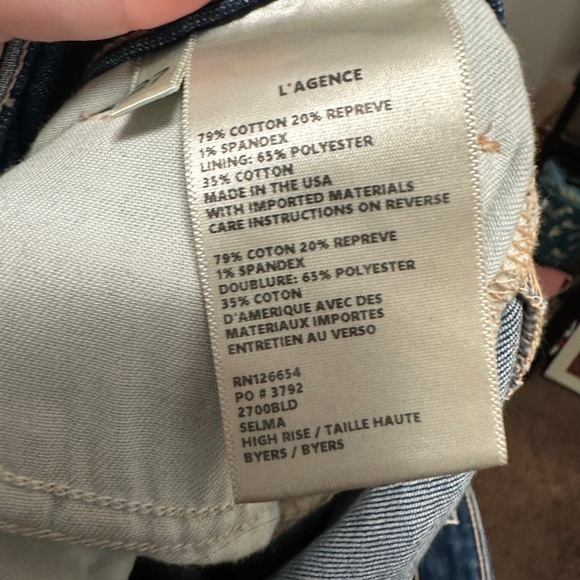 L'AGENCE
79% COTTON 20% REPREVE
1% SPANDEX
LINING: 65% POLYESTER
35% COTTON
MADE IN THE USA
WITH IMPORTED MATERIALS
CARE INSTRUCTIONS ON REVERSE
79% COTON 20% REPREVE
1% SPANDEX
DOUBLURE: 65% POLYESTER
35% COTON
D'AMERIQUE AVEC DES
MATERIAUX IMPORTES
ENTRETIEN AU VERSO
RN126654
PO # 3792
2700BLD
SELMA
HIGH RISE / TAILLE HAUTE
BYERS / BYERS